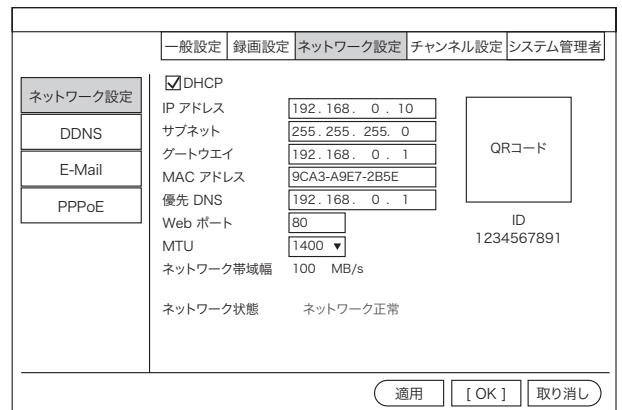 一般設定 録画設定 ネットワーク設定 チャンネル設定 システム管理者
ネットワーク設定
DDNS
E-Mail
PPPoE
DHCP
IP アドレス 192.168. 0 . 10
サブネット 255.255.255. 0
グートウエイ 192.168. 0 . 1
MAC アドレス 9CA3-A9E7-2B5E
優先 DNS 192.168. 0 . 1
Web ポート 80
MTU 1400 ▼
ネットワーク帯域幅 100 MB/s
ネットワーク状態 ネットワーク正常
QRコード
ID
1234567891
適用 [ OK ] 取り消し